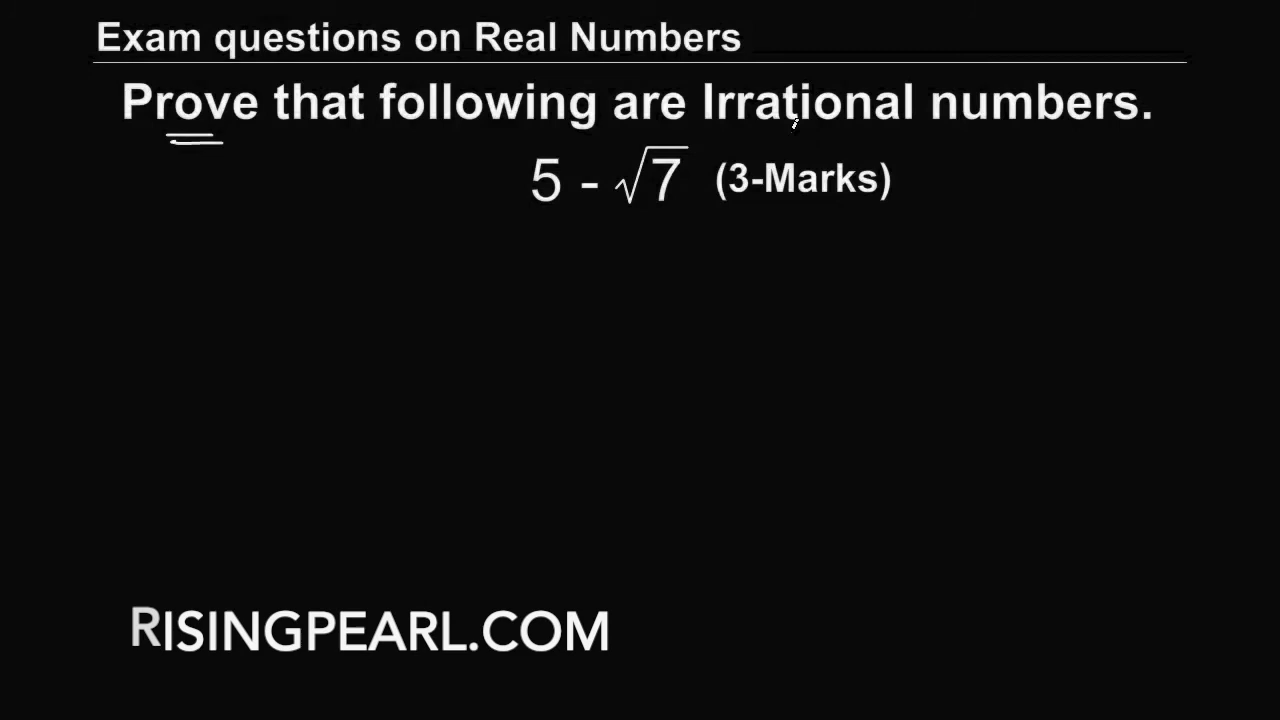 Exam questions on Real Numbers
Prove that following are Irrational numbers.
5 - √7 (3-Marks)
RISINGPEARL.COM